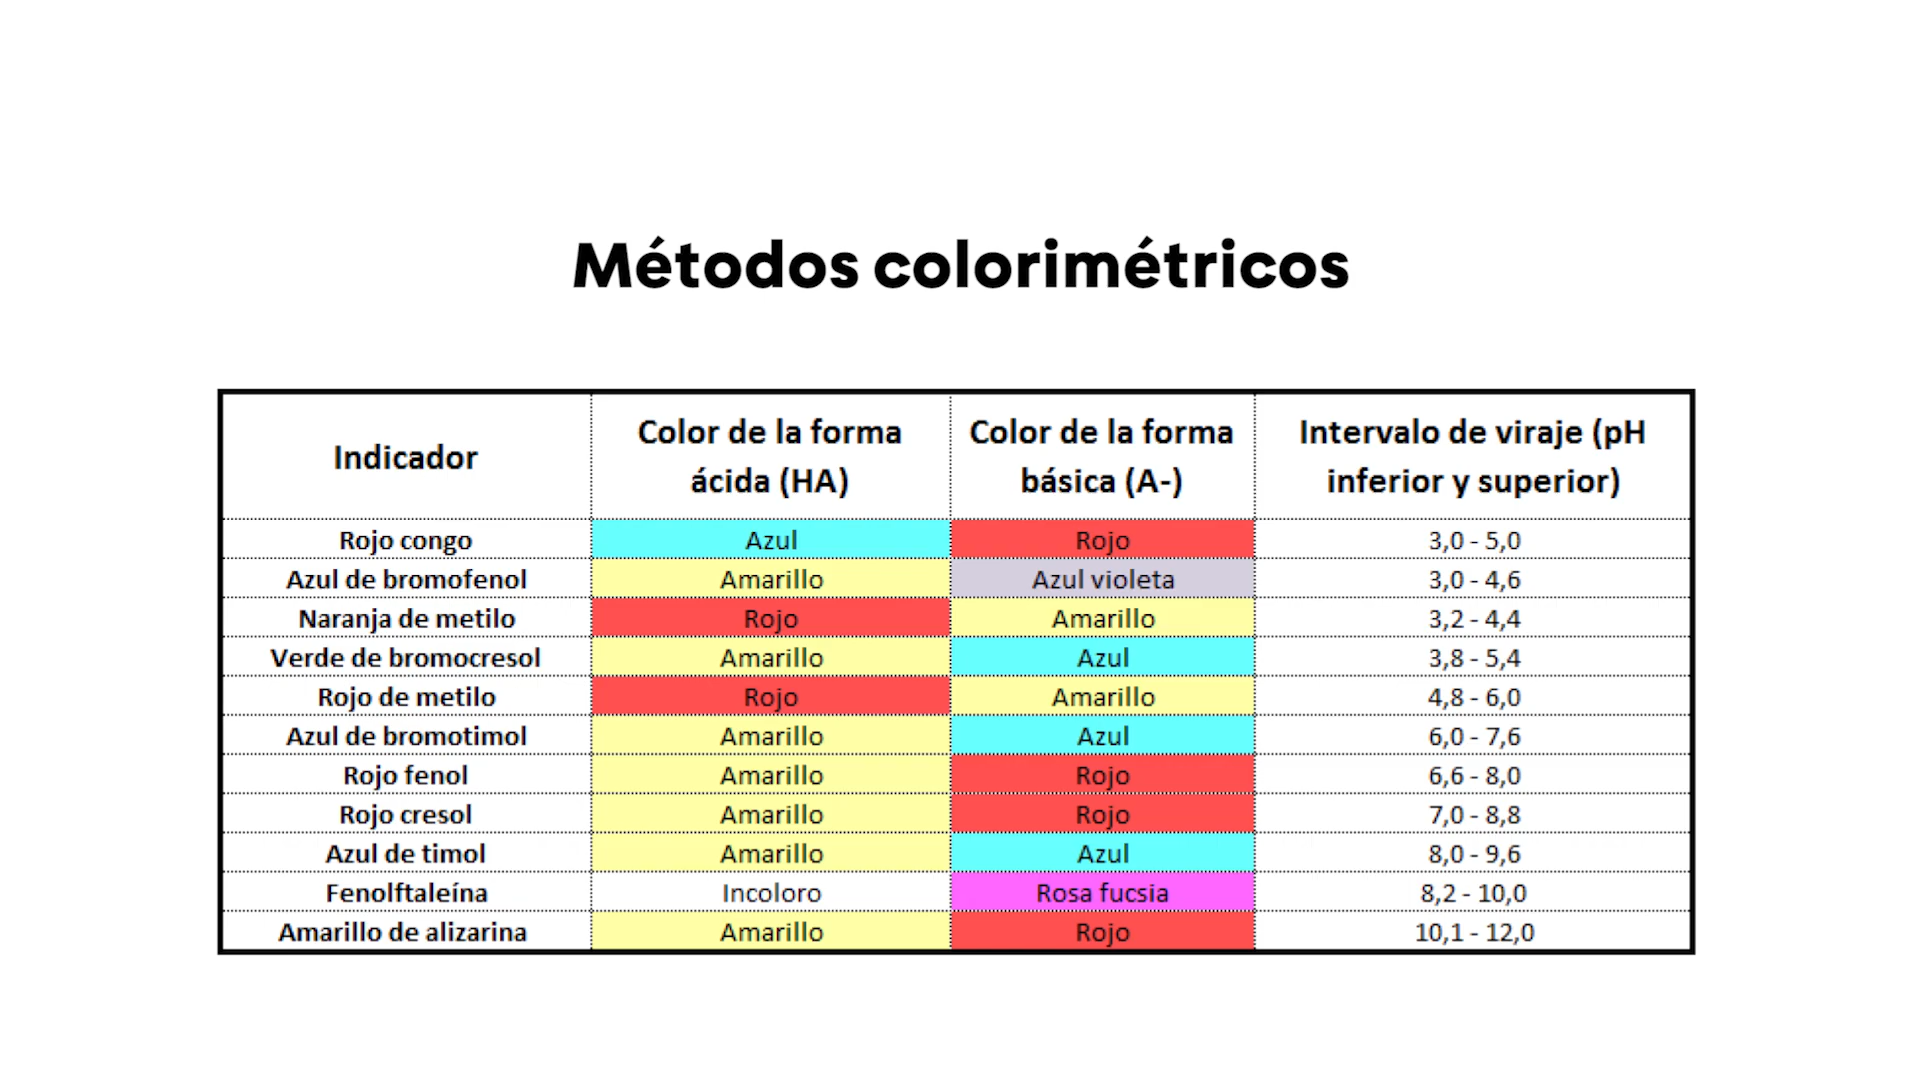 Métodos colorimétricos
Indicador
Color de la forma
ácida (HA)
Color de la forma
básica (A-)
Intervalo de viraje (pH
inferior y superior)
Rojo congo Azul Rojo 3,0 - 5,0
Azul de bromofenol Amarillo Azul violeta 3,0 - 4,6
Naranja de metilo Rojo Amarillo 3,2 - 4,4
Verde de bromocresol Amarillo Azul 3,8 - 5,4
Rojo de metilo Rojo Amarillo 4,8 - 6,0
Azul de bromotimol Amarillo Azul 6,0 - 7,6
Rojo fenol Amarillo Rojo 6,6 - 8,0
Rojo cresol Amarillo Rojo 7,0 - 8,8
Azul de timol Amarillo Azul 8,0 - 9,6
Fenolftaleína Incoloro Rosa fucsia 8,2 - 10,0
Amarillo de alizarina Amarillo Rojo 10,1 - 12,0